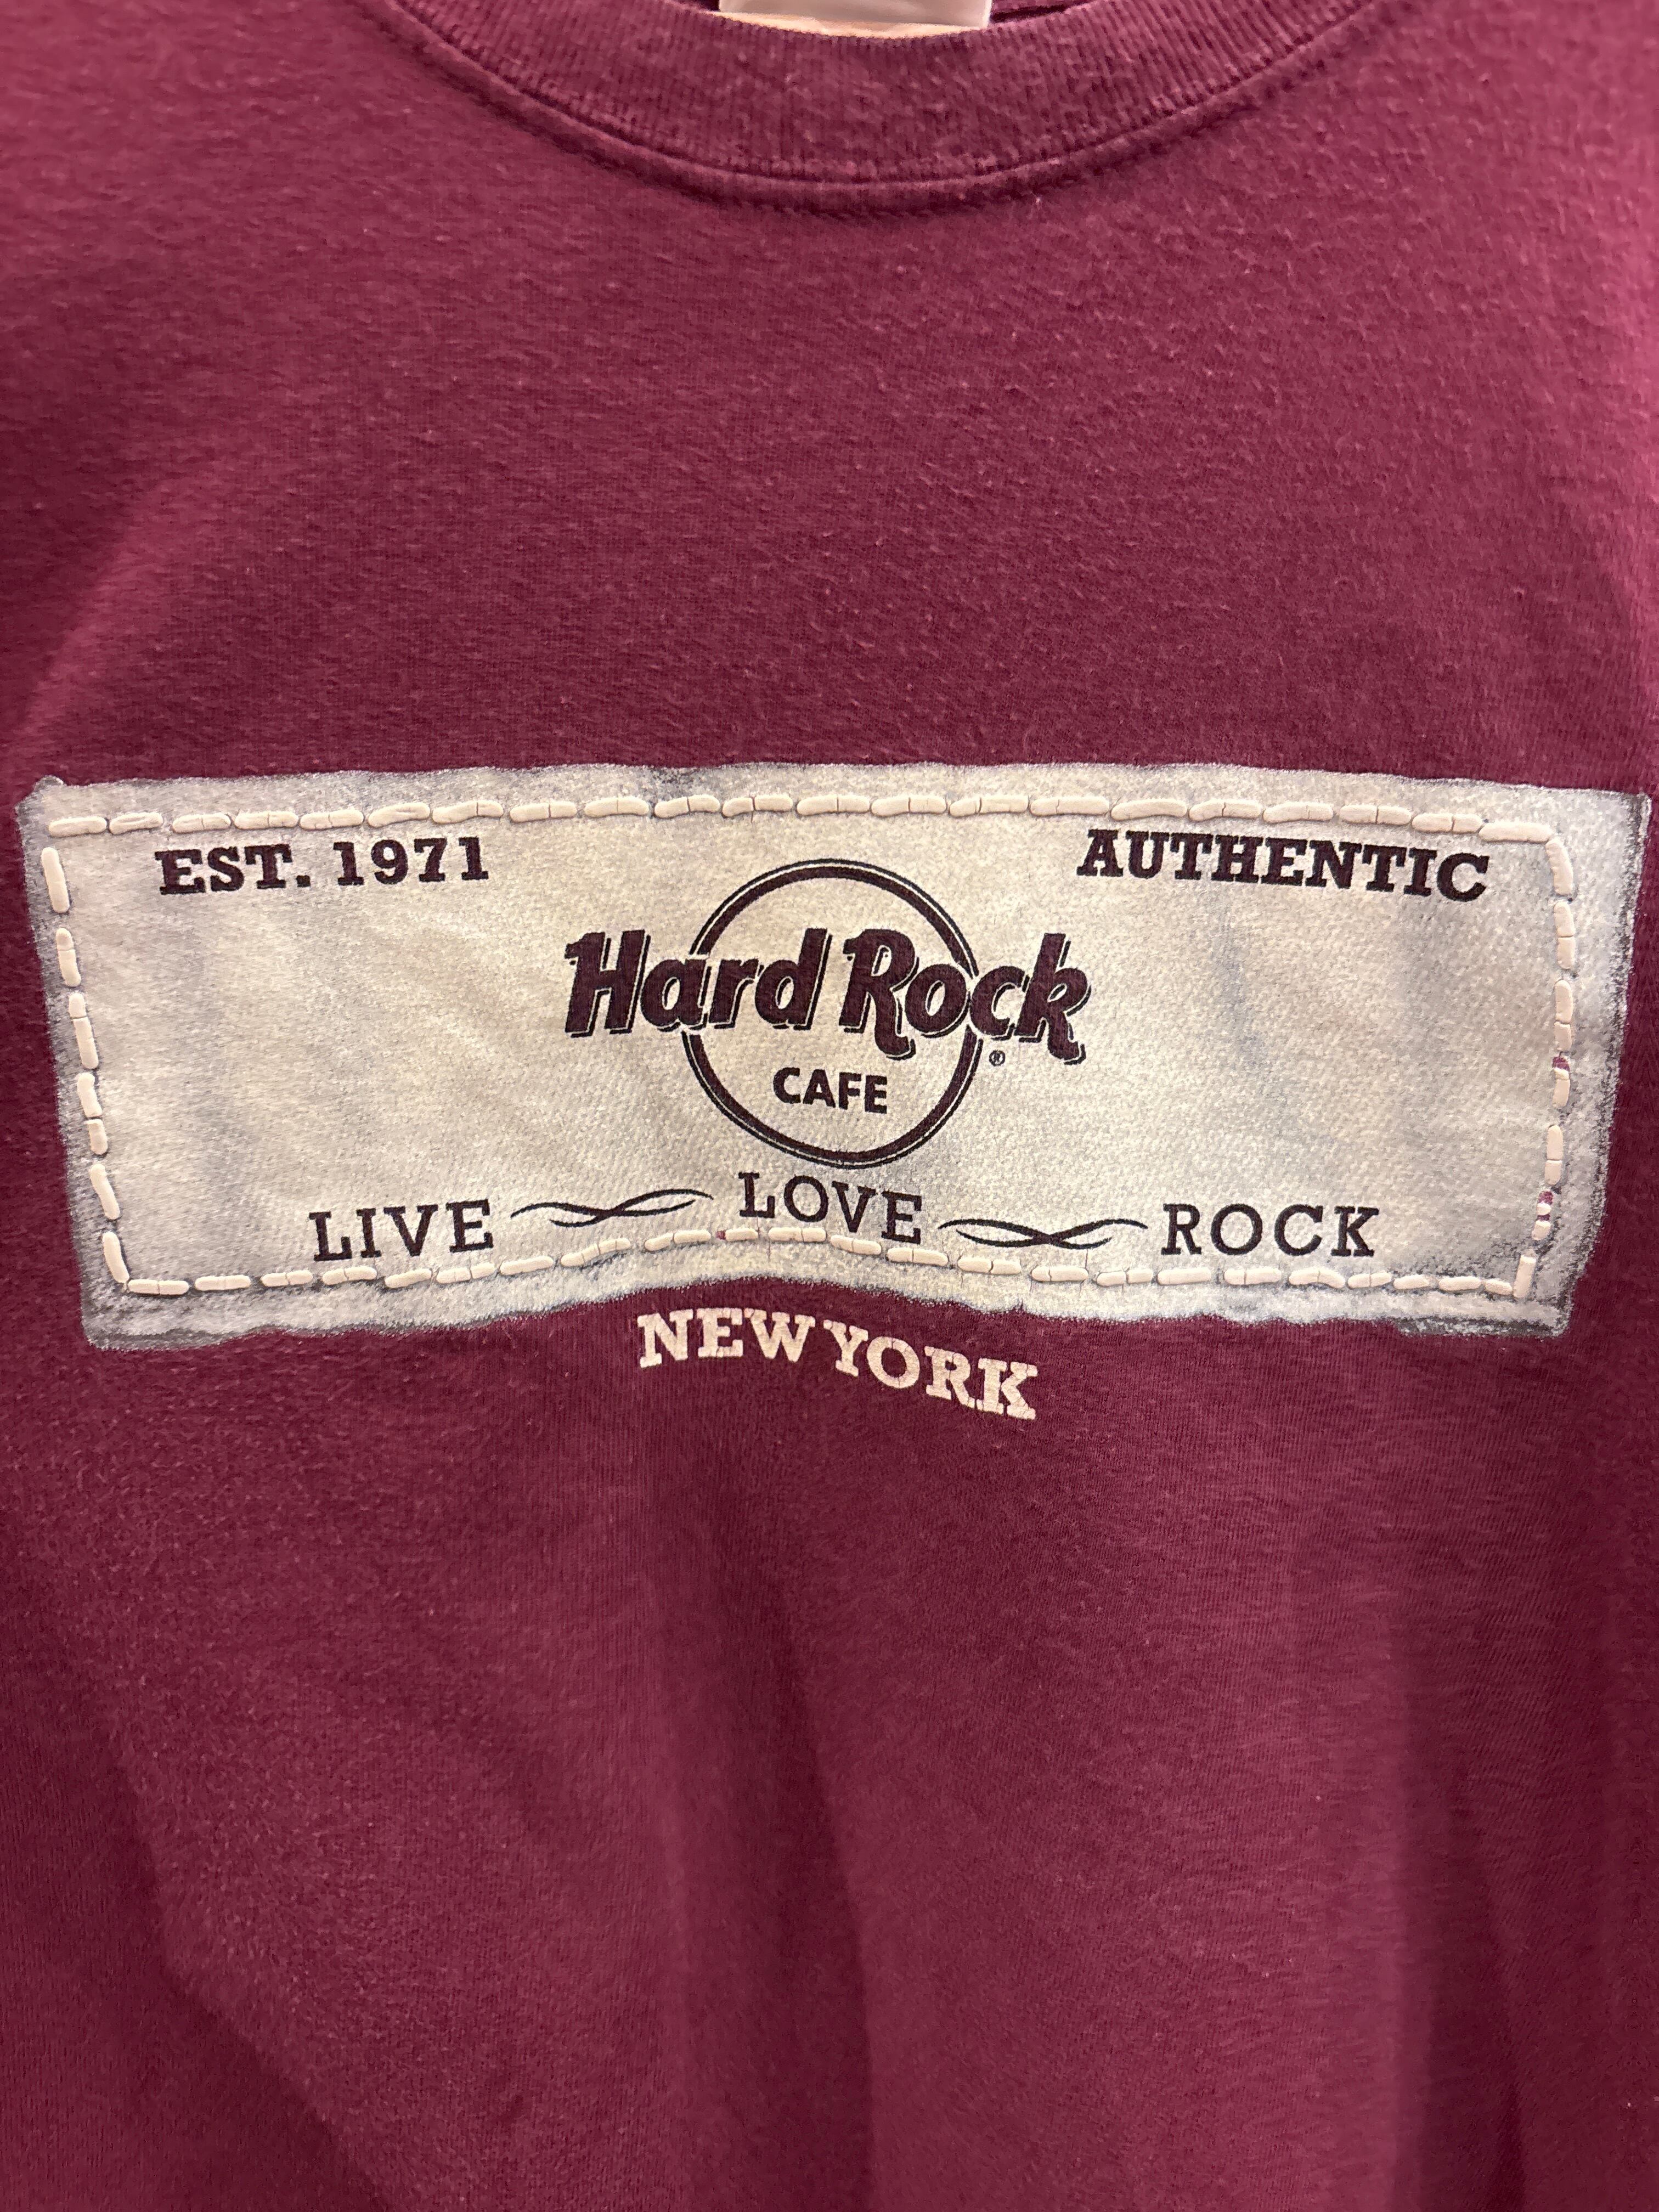 EST. 1971 AUTHENTIC
Hard Rock ®
CAFE
LIVE LOVE ROCK
NEW YORK